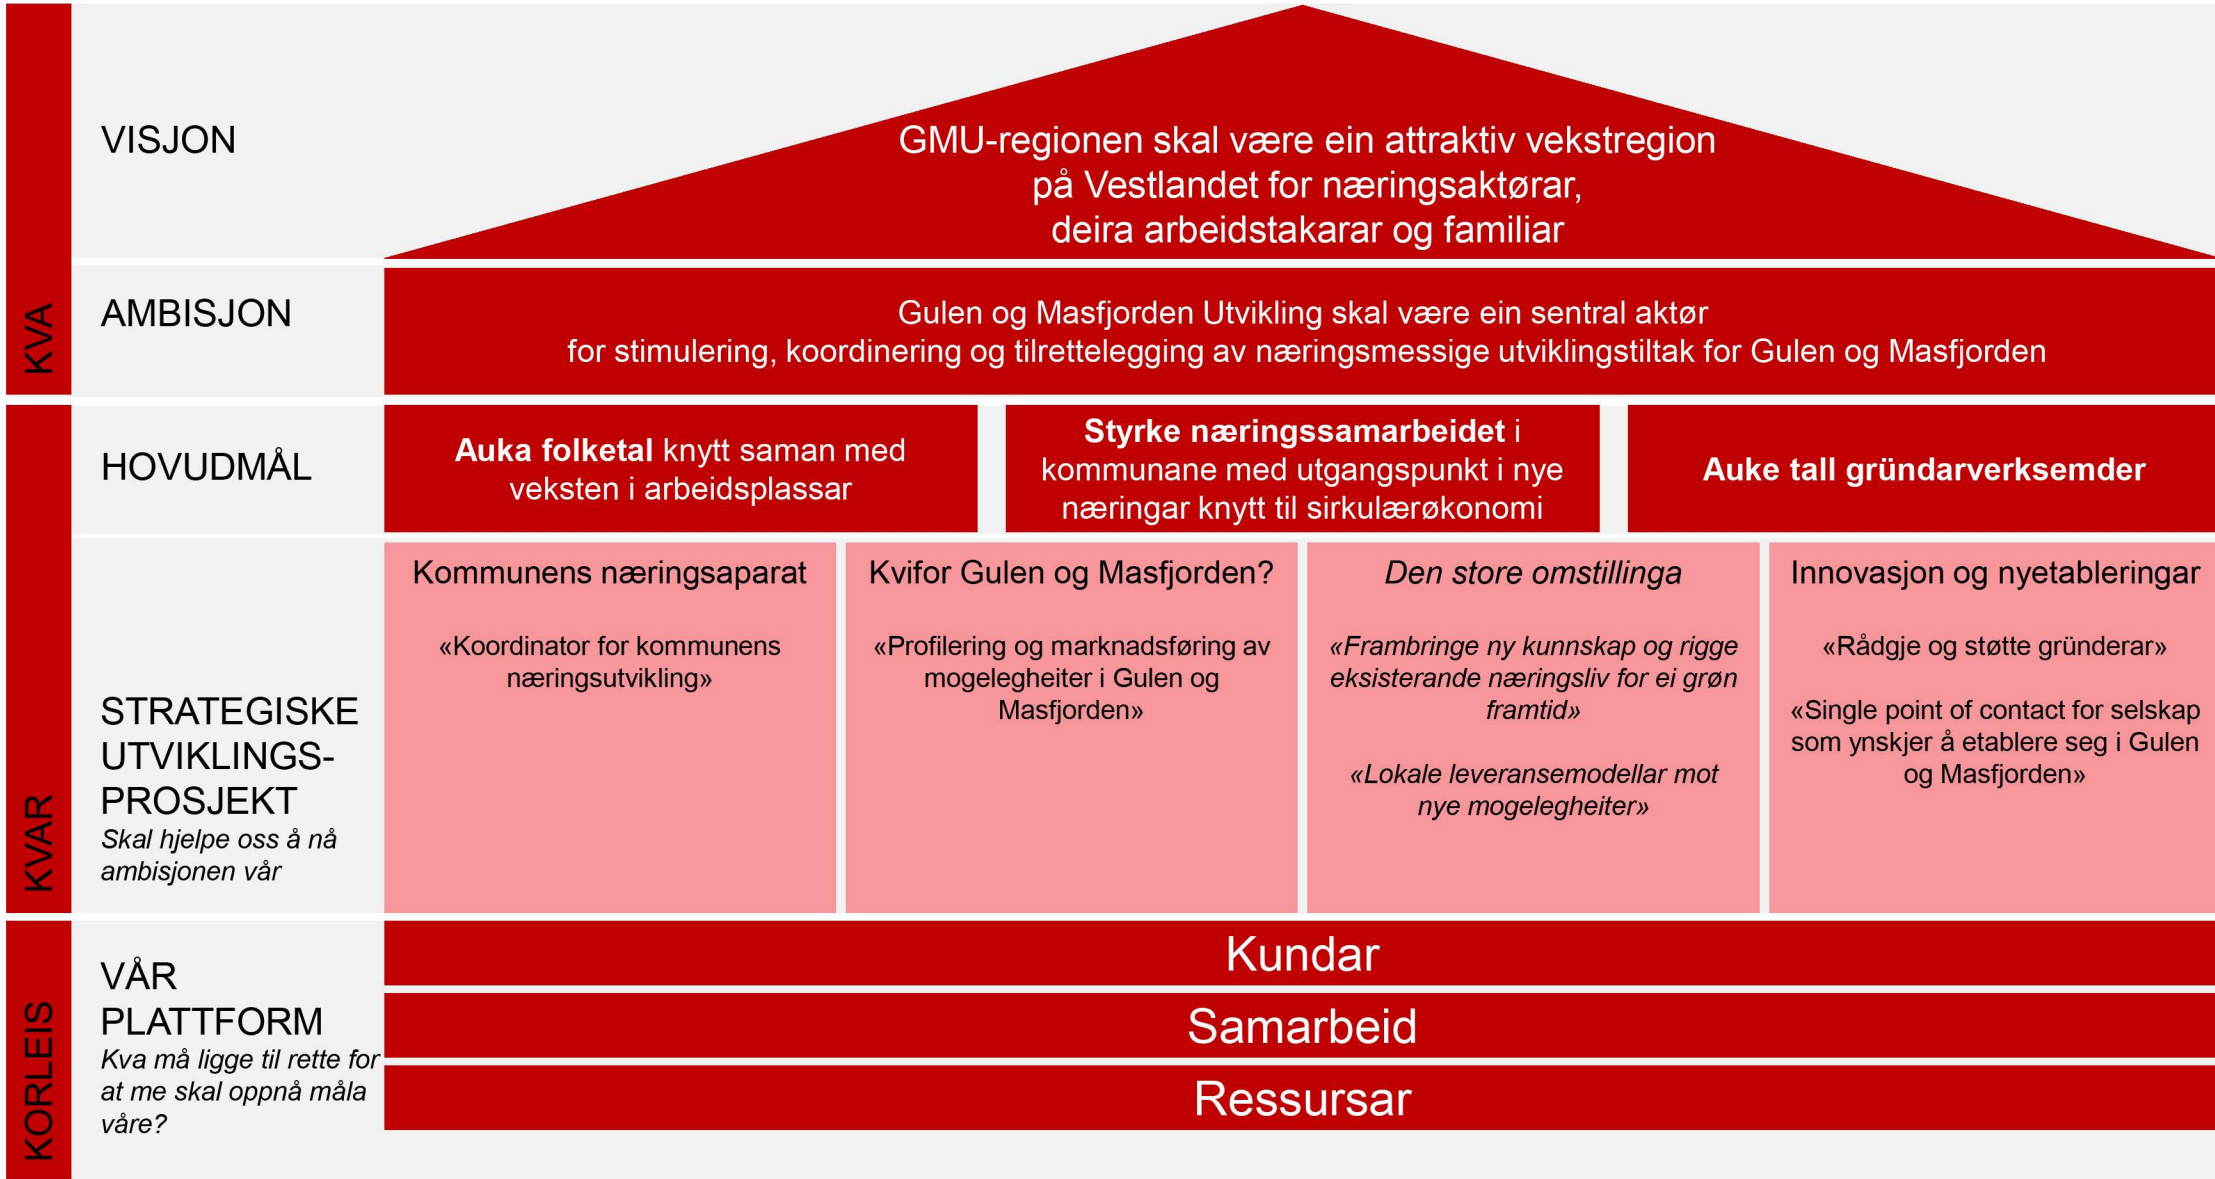 KVA
VISJON
GMU-regionen skal være ein attraktiv vekstregion
på Vestlandet for næringsaktørar,
deira arbeidstakarar og familiar
AMBISJON
Gulen og Masfjorden Utvikling skal være ein sentral aktør
for stimulering, koordinering og tilrettelegging av næringsmessige utviklingstiltak for Gulen og Masfjorden
KVAR
HOVUDMÅL
Auka folketal knytt saman med
veksten i arbeidsplassar
Styrke næringssamarbeidet i
kommunane med utgangspunkt i nye
næringar knytt til sirkulærøkonomi
Auke tall gründarverksemder
STRATEGISKE
UTVIKLINGS-
PROSJEKT
Skal hjelpe oss å nå
ambisjonen vår
Kommunens næringsaparat
«Koordinator for kommunens
næringsutvikling»
Kvifor Gulen og Masfjorden?
«Profilering og marknadsføring av
mogelegheiter i Gulen og
Masfjorden»
Den store omstillinga
«Frambringe ny kunnskap og rigge
eksisterande næringsliv for ei grøn
framtid»
«Lokale leveransemodellar mot
nye mogelegheiter»
Innovasjon og nyetableringar
«Rådgje og støtte gründerar»
«Single point of contact for selskap
som ynskjer å etablere seg i Gulen
og Masfjorden»
KORLEIS
VÅR
PLATTFORM
Kva må ligge til rette for
at me skal oppnå måla
våre?
Kundar
Samarbeid
Ressursar